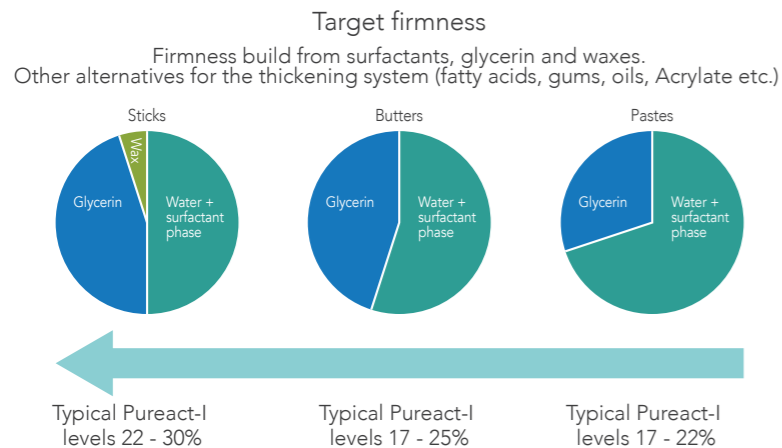 Target firmness
Firmness build from surfactants, glycerin and waxes.
Other alternatives for the thickening system (fatty acids, gums, oils, Acrylate etc.)
Sticks
Wax
Glycerin
Water +
surfactant
phase
Butters
Glycerin
Water +
surfactant
phase
Pastes
Glycerin
Water +
surfactant
phase
Typical Pureact-I
levels 22 - 30%
Typical Pureact-I
levels 17 - 25%
Typical Pureact-I
levels 17 - 22%